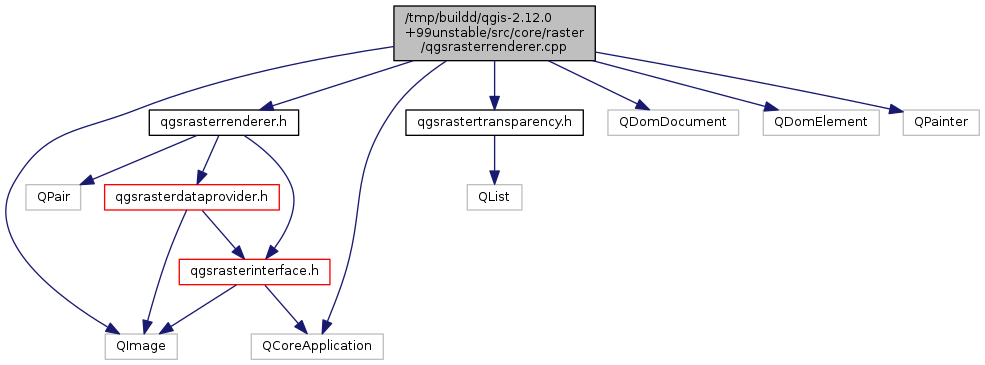 /tmp/buildd/qgis-2.12.0
+99unstable/src/core/raster
/qgsrasterrenderer.cpp
qgsrasterrenderer.h
qgsrastertransparency.h
QDomDocument
QDomElement
QPainter
QPair
qgsrasterdataprovider.h
QList
qgsrasterinterface.h
QImage
QCoreApplication